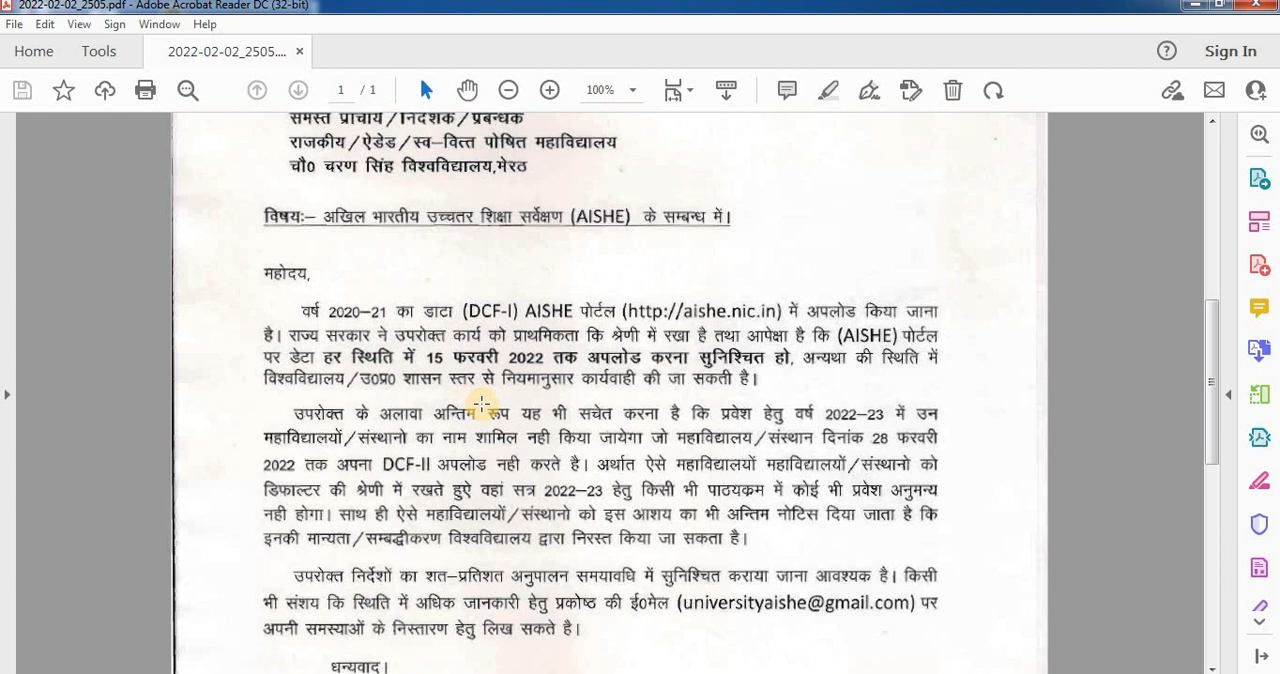 2022-02-02_2505.pdf - Adobe Acrobat Reader DC (32-bit)
File Edit View Sign Window Help
Home Tools 2022-02-02_2505.... × Sign In
1 / 1 100%
समस्त प्राचार्य/निदेशक/प्रबन्धक
राजकीय/ऐडेड/स्व–वित्त पोषित महाविद्यालय
चौ0 चरण सिंह विश्वविद्यालय,मेरठ
विषयः– अखिल भारतीय उच्चतर शिक्षा सर्वेक्षण (AISHE) के सम्बन्ध में।
महोदय,
वर्ष 2020–21 का डाटा (DCF-I) AISHE पोर्टल (http://aishe.nic.in) में अपलोड किया जाना
है। राज्य सरकार ने उपरोक्त कार्य को प्राथमिकता कि श्रेणी में रखा है तथा आपेक्षा है कि (AISHE) पोर्टल
पर डेटा हर स्थिति में 15 फरवरी 2022 तक अपलोड करना सुनिश्चित हो, अन्यथा की स्थिति में
विश्वविद्यालय/उ0प्र0 शासन स्तर से नियमानुसार कार्यवाही की जा सकती है।
उपरोक्त के अलावा अन्तिम रूप यह भी सचेत करना है कि प्रवेश हेतु वर्ष 2022–23 में उन
महाविद्यालयों/संस्थानो का नाम शामिल नही किया जायेगा जो महाविद्यालय/संस्थान दिनांक 28 फरवरी
2022 तक अपना DCF-II अपलोड नही करते है। अर्थात ऐसे महाविद्यालयों महाविद्यालयों/संस्थानो को
डिफाल्टर की श्रेणी में रखते हुऐ वहां सत्र 2022–23 हेतु किसी भी पाठयक्रम में कोई भी प्रवेश अनुमन्य
नही होगा। साथ ही ऐसे महाविद्यालयों/संस्थानो को इस आशय का भी अन्तिम नोटिस दिया जाता है कि
इनकी मान्यता/सम्बद्धीकरण विश्वविद्यालय द्वारा निरस्त किया जा सकता है।
उपरोक्त निर्देशों का शत–प्रतिशत अनुपालन समयावधि में सुनिश्चित कराया जाना आवश्यक है। किसी
भी संशय कि स्थिति में अधिक जानकारी हेतु प्रकोष्ठ की ई0मेल (universityaishe@gmail.com) पर
अपनी समस्याओं के निस्तारण हेतु लिख सकते है।
धन्यवाद।